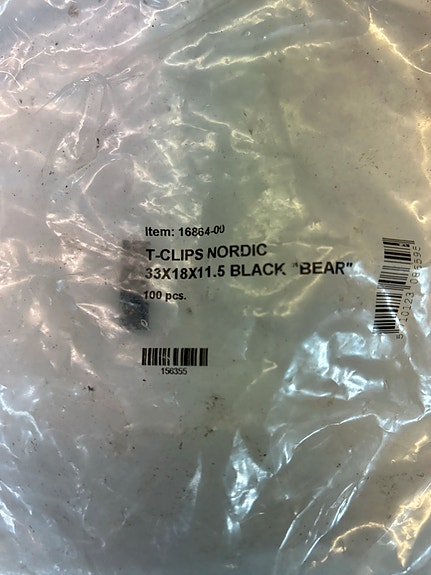 Item: 16864-00
T-CLIPS NORDIC
33X18X11.5 BLACK "BEAR"
100 pcs.
156355